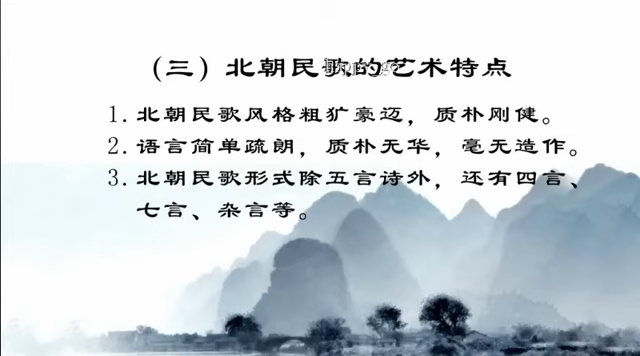 （三）北朝民歌的艺术特点
1. 北朝民歌风格粗犷豪迈，质朴刚健。
2. 语言简单疏朗，质朴无华，毫无造作。
3. 北朝民歌形式除五言诗外，还有四言、
七言、杂言等。